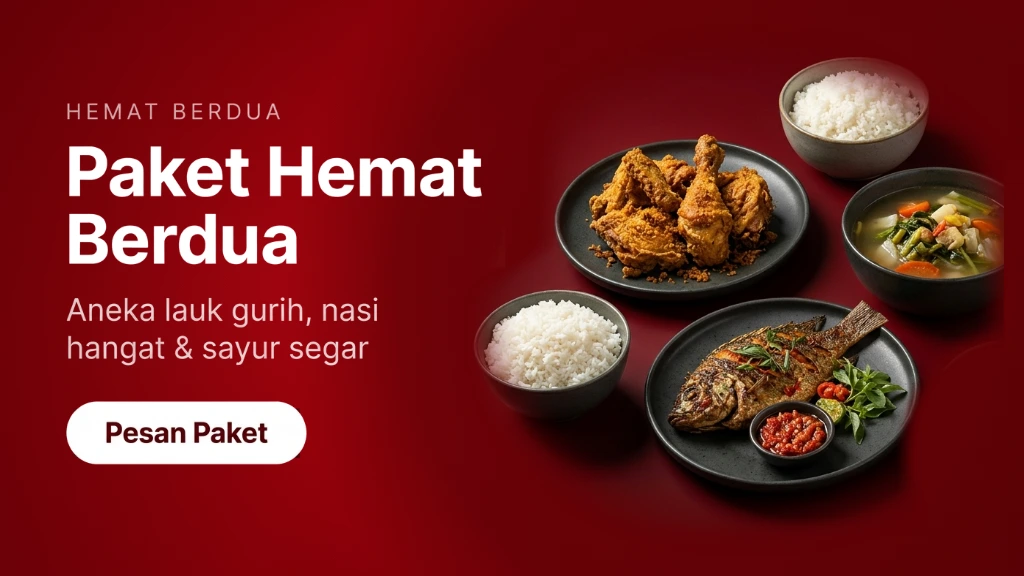 HEMAT BERDUA
Paket Hemat
Berdua
Aneka lauk gurih, nasi
hangat & sayur segar
Pesan Paket